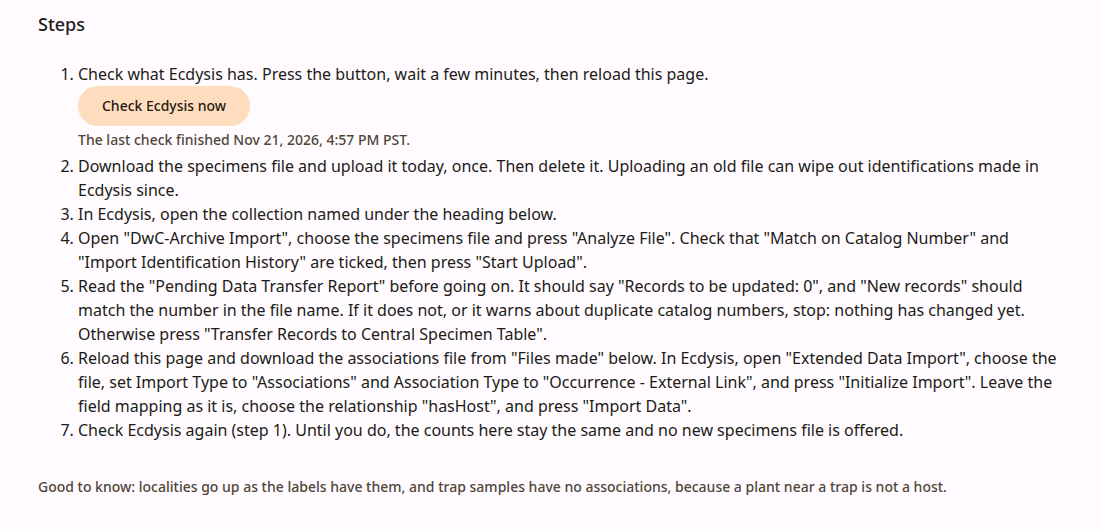 Steps
1. Check what Ecdysis has. Press the button, wait a few minutes, then reload this page.
Check Ecdysis now
The last check finished Nov 21, 2026, 4:57 PM PST.
2. Download the specimens file and upload it today, once. Then delete it. Uploading an old file can wipe out identifications made in
Ecdysis since.
3. In Ecdysis, open the collection named under the heading below.
4. Open "DwC-Archive Import", choose the specimens file and press "Analyze File". Check that "Match on Catalog Number" and
"Import Identification History" are ticked, then press "Start Upload".
5. Read the "Pending Data Transfer Report" before going on. It should say "Records to be updated: 0", and "New records" should
match the number in the file name. If it does not, or it warns about duplicate catalog numbers, stop: nothing has changed yet.
Otherwise press "Transfer Records to Central Specimen Table".
6. Reload this page and download the associations file from "Files made" below. In Ecdysis, open "Extended Data Import", choose the
file, set Import Type to "Associations" and Association Type to "Occurrence - External Link", and press "Initialize Import". Leave the
field mapping as it is, choose the relationship "hasHost", and press "Import Data".
7. Check Ecdysis again (step 1). Until you do, the counts here stay the same and no new specimens file is offered.
Good to know: localities go up as the labels have them, and trap samples have no associations, because a plant near a trap is not a host.